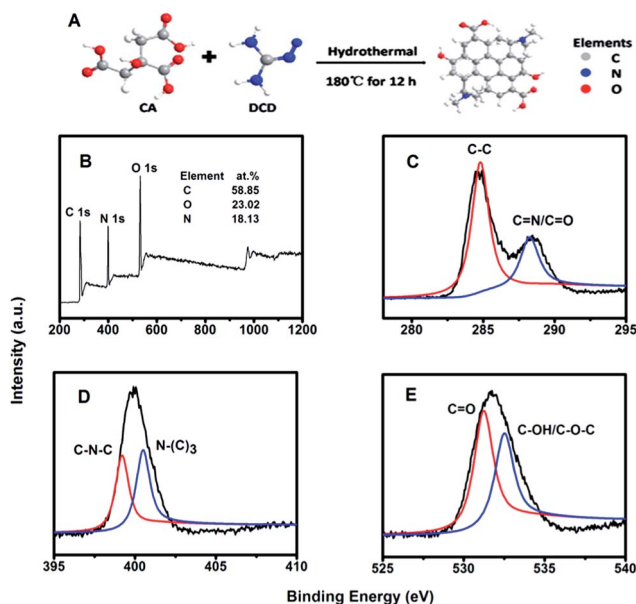 A
CA
+
DCD
Hydrothermal
180℃ for 12 h
Elements
C
N
O
B
C 1s
N 1s
O 1s
Element at.%
C 58.85
O 23.02
N 18.13
200 400 600 800 1000 1200
C
C-C
C=N/C=O
280 285 290 295
Intensity (a.u.)
D
C-N-C
N-(C)3
395 400 405 410
E
C=O
C-OH/C-O-C
525 530 535 540
Binding Energy (eV)